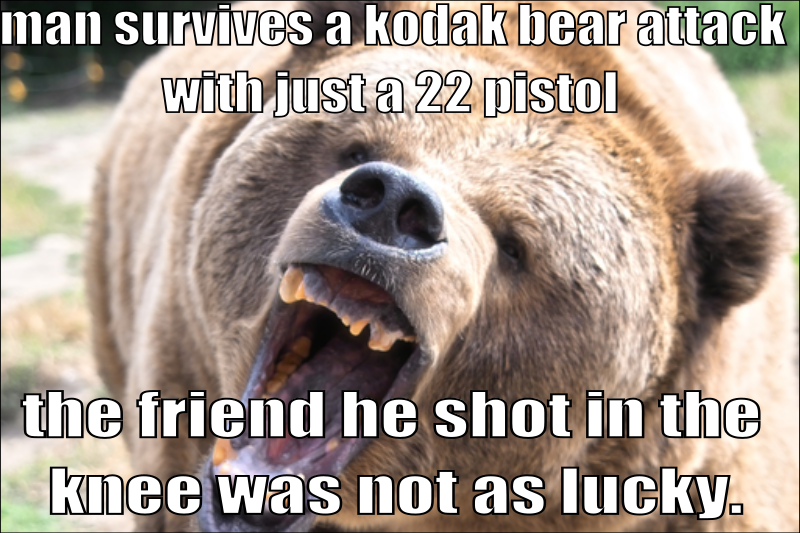 man survives a kodak bear attack
with just a 22 pistol
the friend he shot in the
knee was not as lucky.